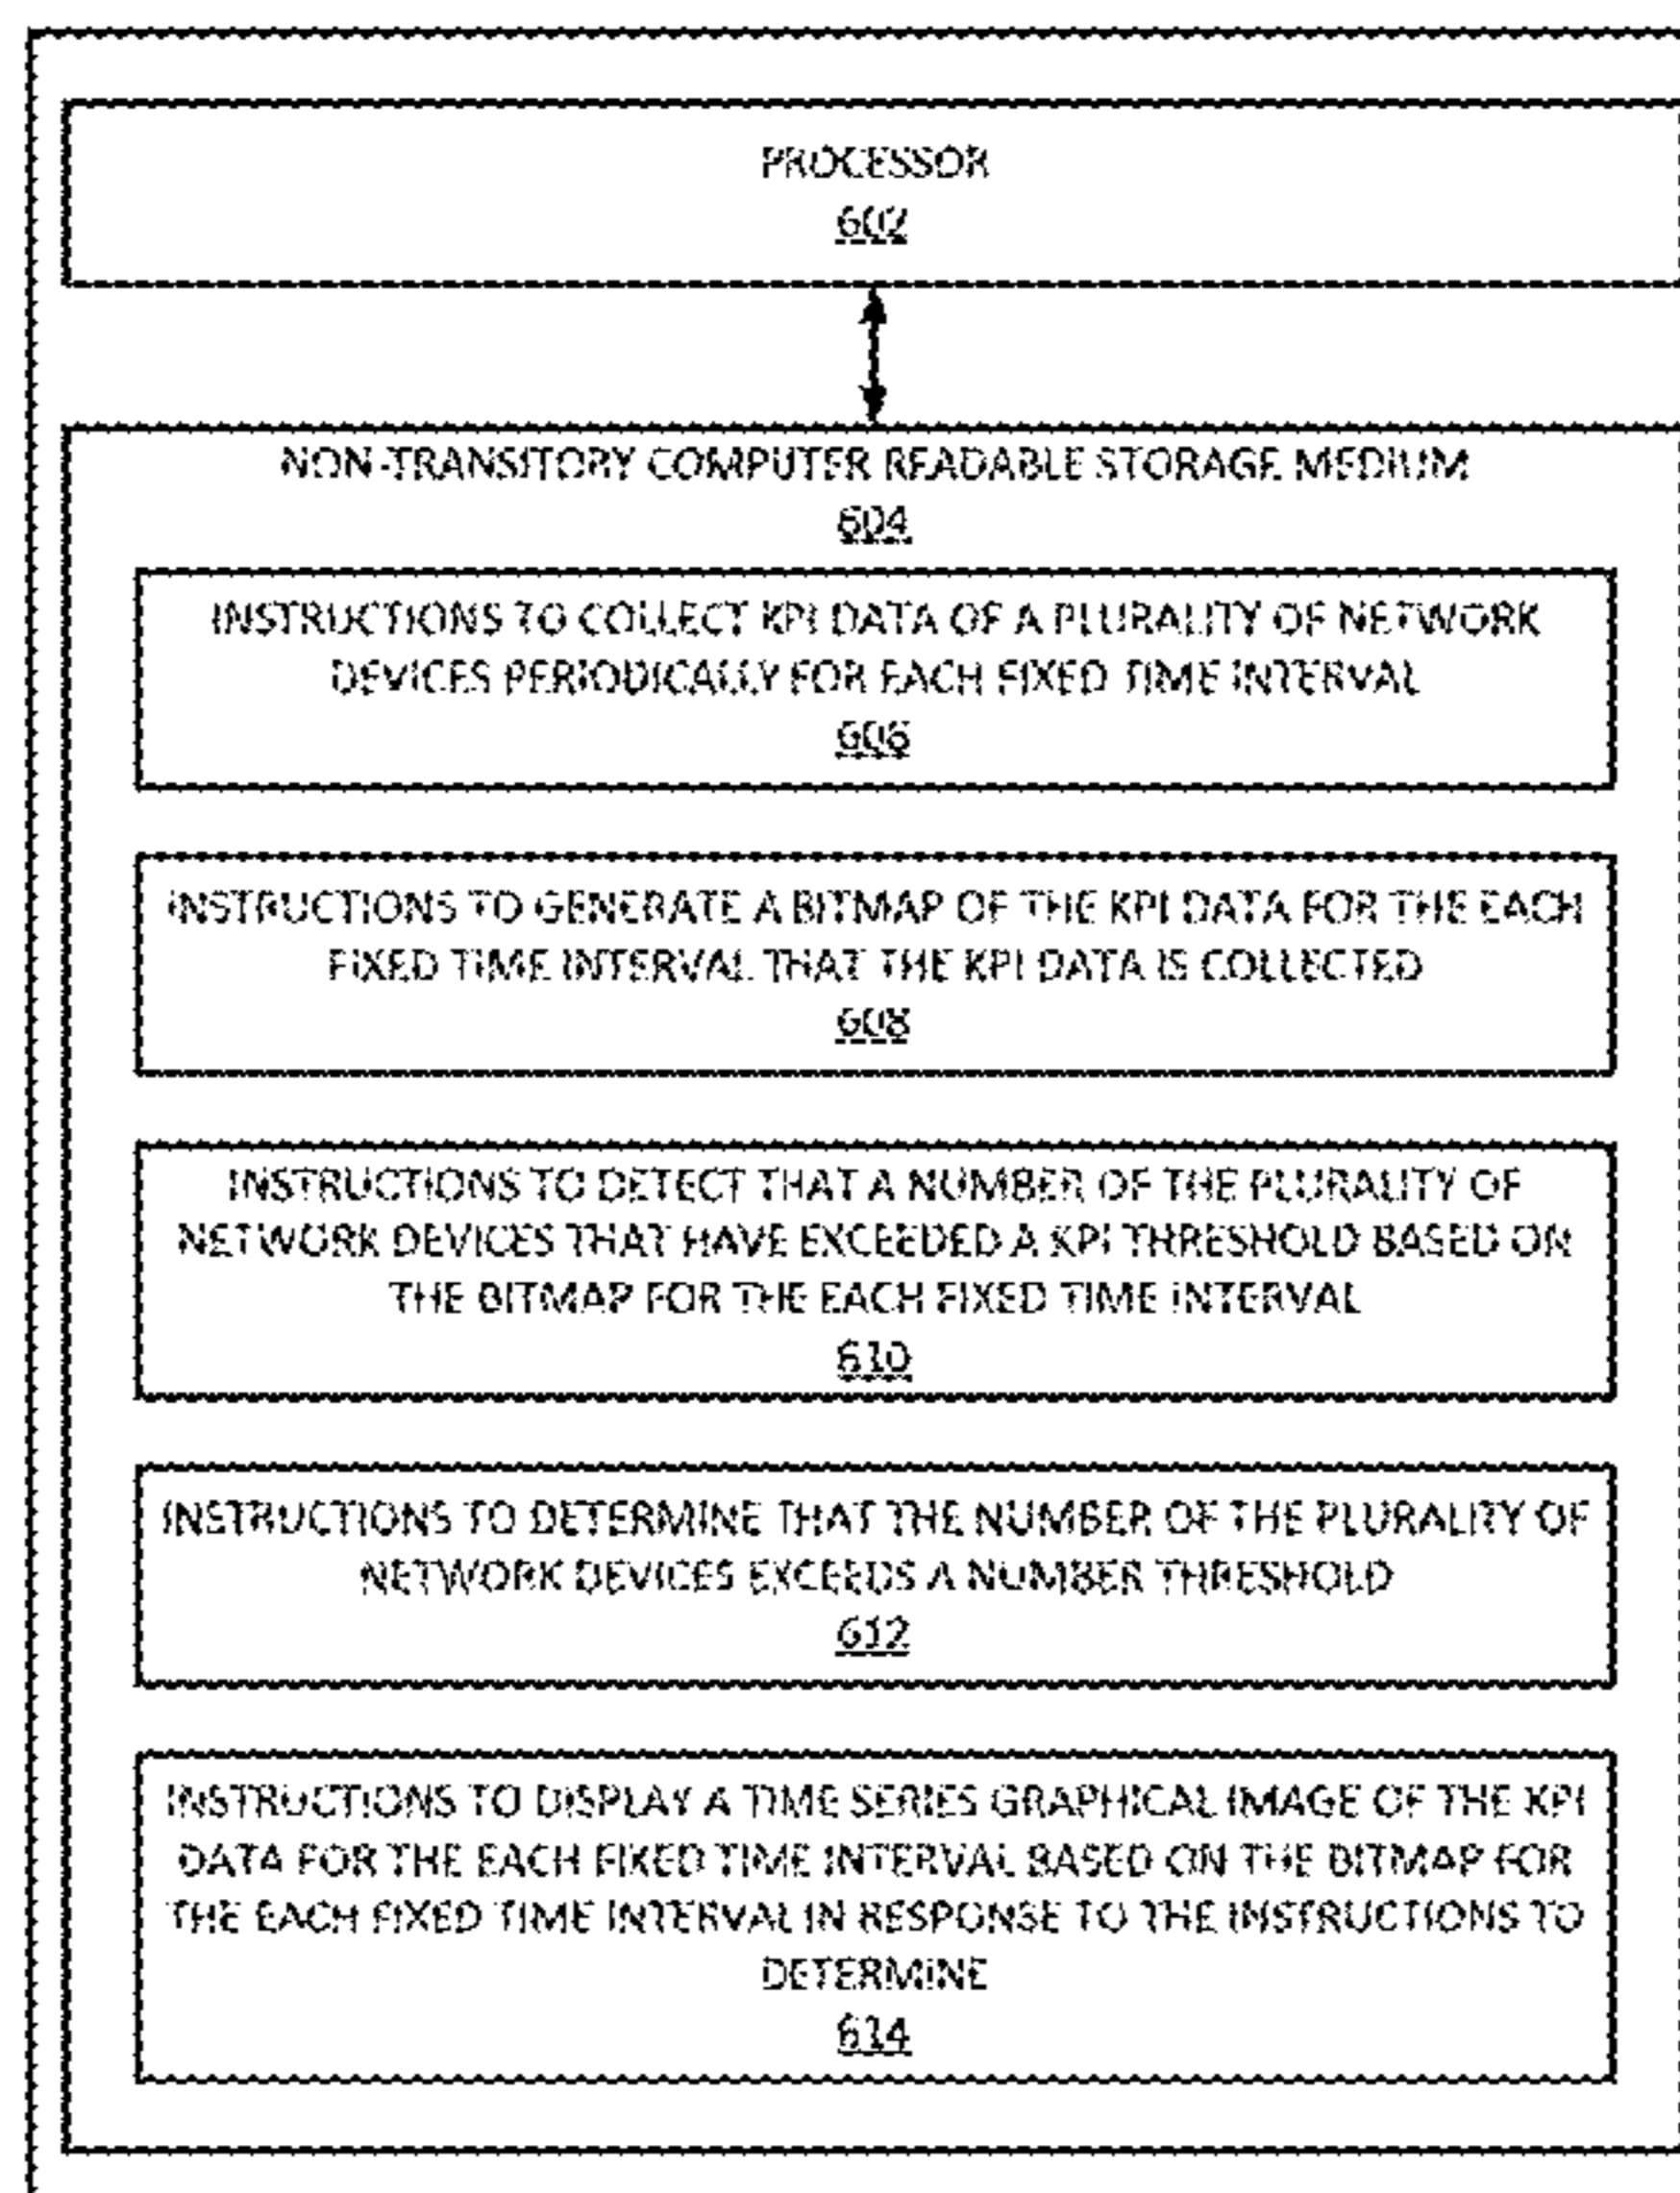 PROCESSOR
602
NON-TRANSITORY COMPUTER READABLE STORAGE MEDIUM
604
INSTRUCTIONS TO COLLECT KPI DATA OF A PLURALITY OF NETWORK
DEVICES PERIODICALLY FOR EACH FIXED TIME INTERVAL
606
INSTRUCTIONS TO GENERATE A BITMAP OF THE KPI DATA FOR THE EACH
FIXED TIME INTERVAL THAT THE KPI DATA IS COLLECTED
608
INSTRUCTIONS TO DETECT THAT A NUMBER OF THE PLURALITY OF
NETWORK DEVICES THAT HAVE EXCEEDED A KPI THRESHOLD BASED ON
THE BITMAP FOR THE EACH FIXED TIME INTERVAL
610
INSTRUCTIONS TO DETERMINE THAT THE NUMBER OF THE PLURALITY OF
NETWORK DEVICES EXCEEDS A NUMBER THRESHOLD
612
INSTRUCTIONS TO DISPLAY A TIME SERIES GRAPHICAL IMAGE OF THE KPI
DATA FOR THE EACH FIXED TIME INTERVAL BASED ON THE BITMAP FOR
THE EACH FIXED TIME INTERVAL IN RESPONSE TO THE INSTRUCTIONS TO
DETERMINE
614